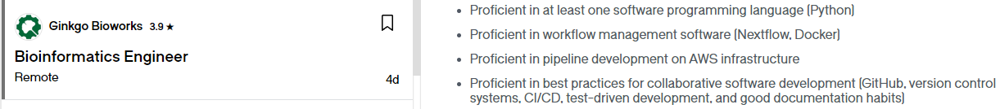 Ginkgo Bioworks 3.9 ★
Bioinformatics Engineer
Remote
4d
• Proficient in at least one software programming language (Python)
• Proficient in workflow management software (Nextflow, Docker)
• Proficient in pipeline development on AWS infrastructure
• Proficient in best practices for collaborative software development (GitHub, version control
systems, CI/CD, test-driven development, and good documentation habits)